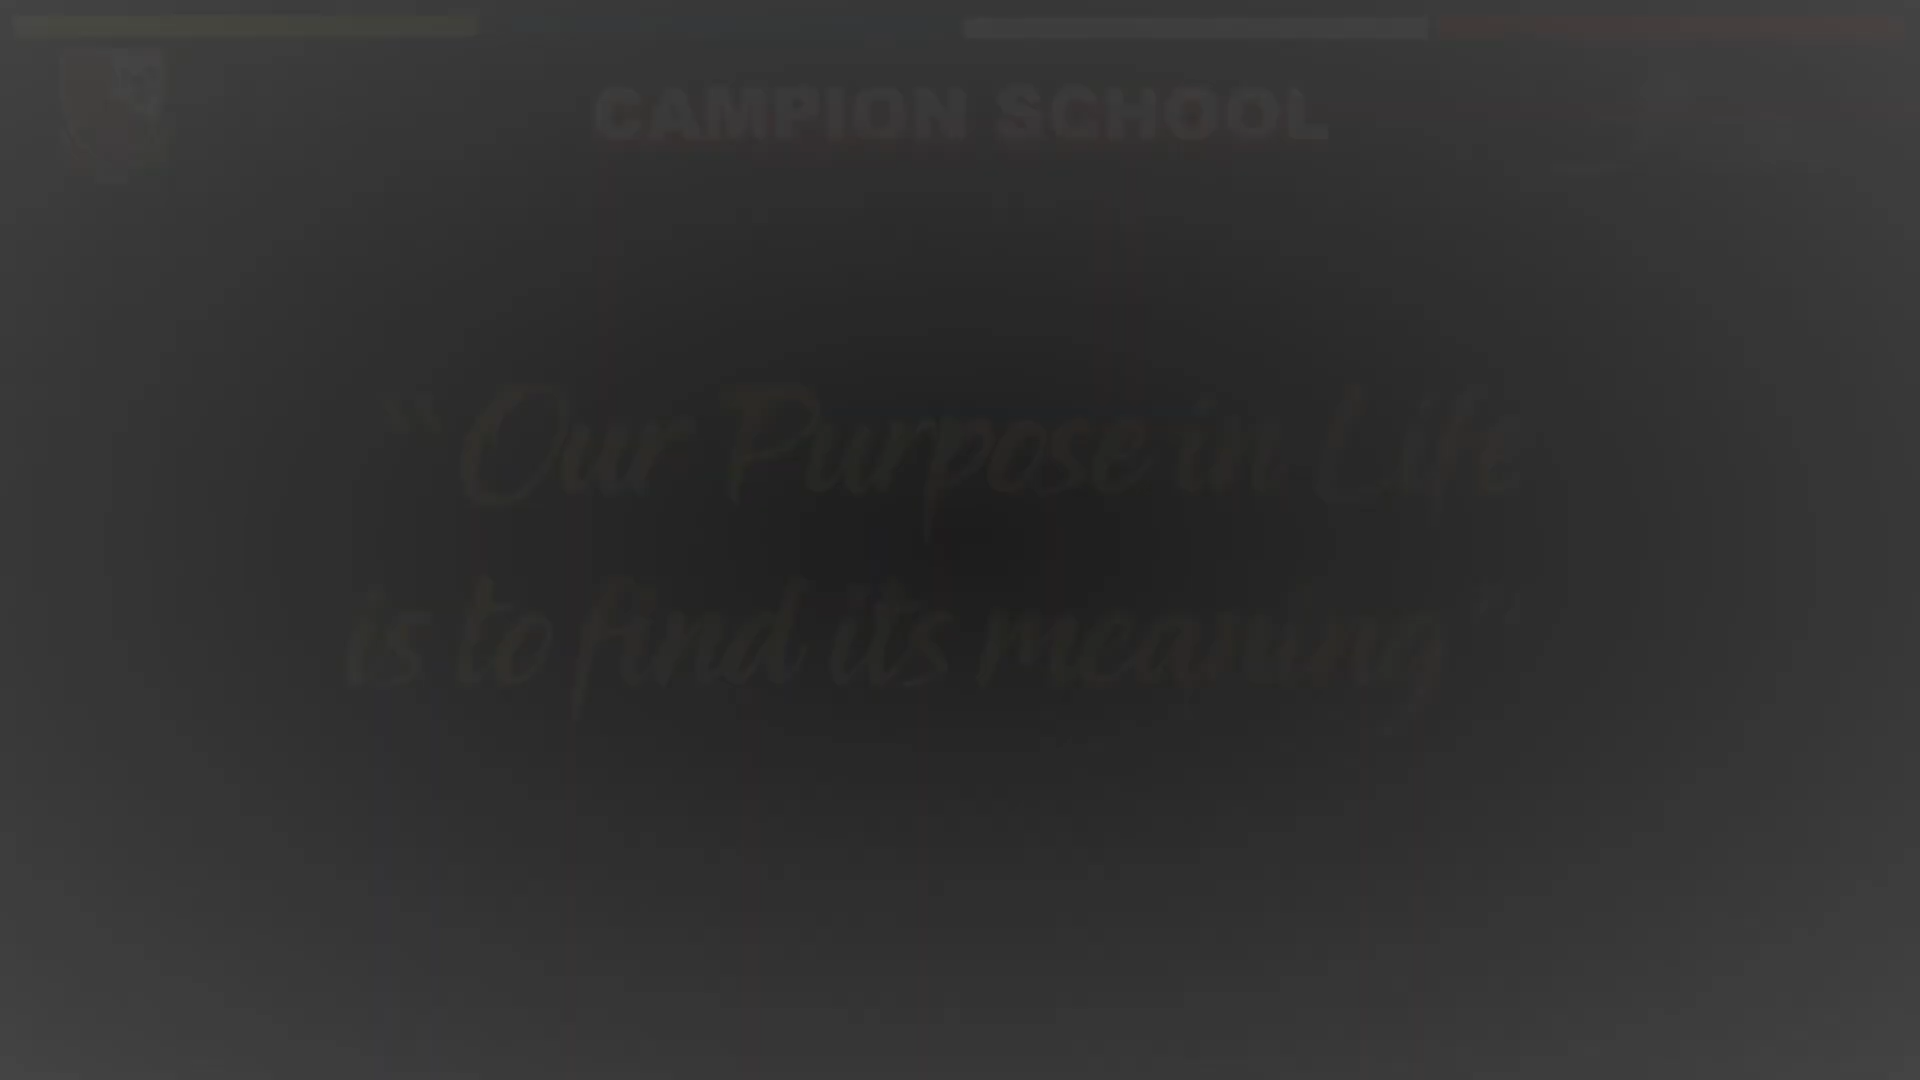 CAMPION SCHOOL
“Our Purpose in Life
is to find its meaning”